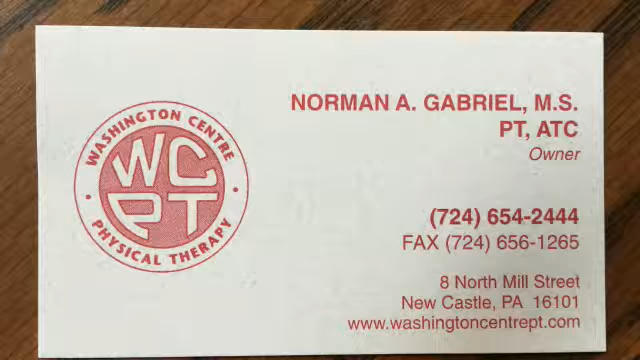 WASHINGTON CENTRE
WC
PT
PHYSICAL THERAPY
NORMAN A. GABRIEL, M.S.
PT, ATC
Owner
(724) 654-2444
FAX (724) 656-1265
8 North Mill Street
New Castle, PA 16101
www.washingtoncentrept.com